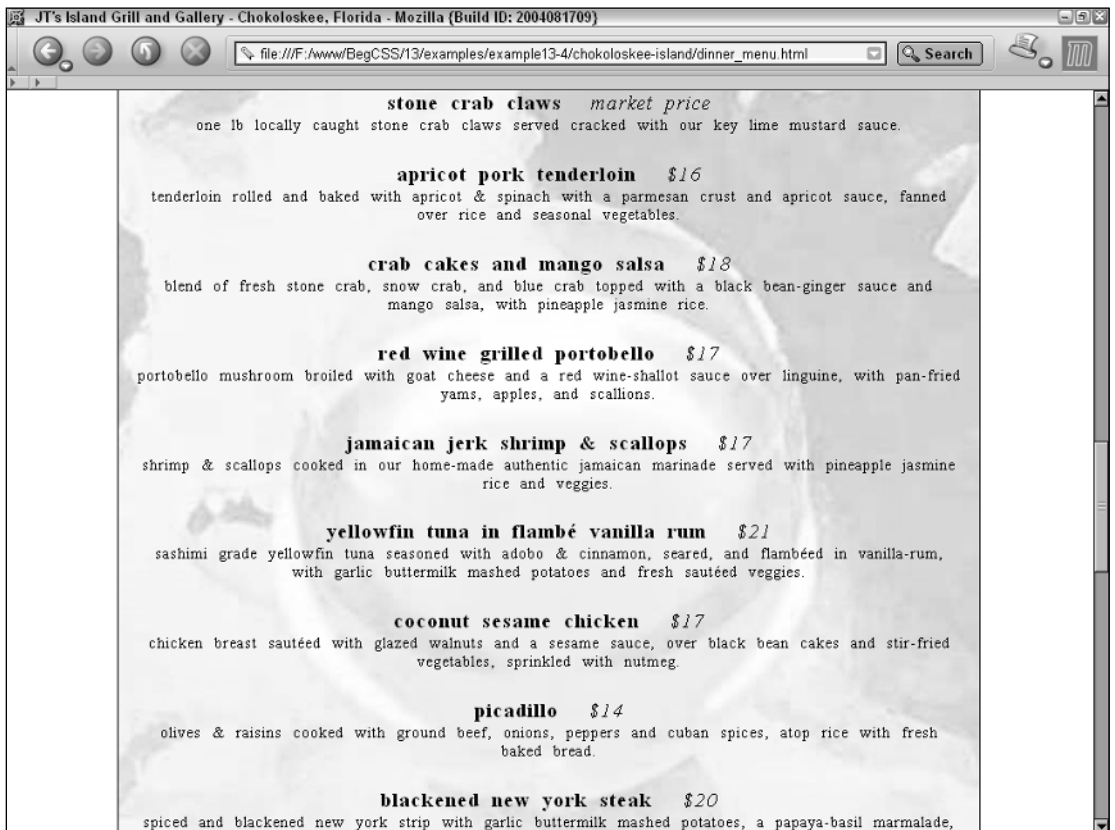 JT's Island Grill and Gallery - Chokoloskee, Florida - Mozilla {Build ID: 2004081709}
file:///F:/www/BegCSS/13/examples/example13-4/chokoloskee-island/dinner_menu.html Search
stone crab claws market price
one lb locally caught stone crab claws served cracked with our key lime mustard sauce.
apricot pork tenderloin $16
tenderloin rolled and baked with apricot & spinach with a parmesan crust and apricot sauce, fanned
over rice and seasonal vegetables.
crab cakes and mango salsa $18
blend of fresh stone crab, snow crab, and blue crab topped with a black bean-ginger sauce and
mango salsa, with pineapple jasmine rice.
red wine grilled portobello $17
portobello mushroom broiled with goat cheese and a red wine-shallot sauce over linguine, with pan-fried
yams, apples, and scallions.
jamaican jerk shrimp & scallops $17
shrimp & scallops cooked in our home-made authentic jamaican marinade served with pineapple jasmine
rice and veggies.
yellowfin tuna in flambé vanilla rum $21
sashimi grade yellowfin tuna seasoned with adobo & cinnamon, seared, and flambéed in vanilla-rum,
with garlic buttermilk mashed potatoes and fresh sautéed veggies.
coconut sesame chicken $17
chicken breast sautéed with glazed walnuts and a sesame sauce, over black bean cakes and stir-fried
vegetables, sprinkled with nutmeg.
picadillo $14
olives & raisins cooked with ground beef, onions, peppers and cuban spices, atop rice with fresh
baked bread.
blackened new york steak $20
spiced and blackened new york strip with garlic buttermilk mashed potatoes, a papaya-basil marmalade,